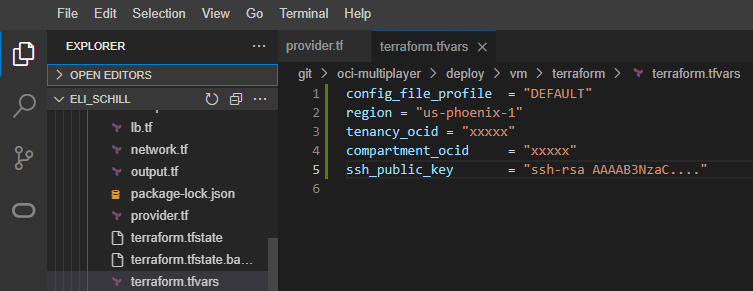 File Edit Selection View Go Terminal Help
EXPLORER ...
OPEN EDITORS
ELI_SCHILL ...
lb.tf
network.tf
output.tf
package-lock.json
provider.tf
terraform.tfstate
terraform.tfstate.ba...
terraform.tfvars
provider.tf terraform.tfvars
git > oci-multiplayer > deploy > vm > terraform > terraform.tfvars
1 config_file_profile = "DEFAULT"
2 region = "us-phoenix-1"
3 tenancy_ocid = "xxxxx"
4 compartment_ocid = "xxxxx"
5 ssh_public_key = "ssh-rsa AAAAB3NzaC...."
6